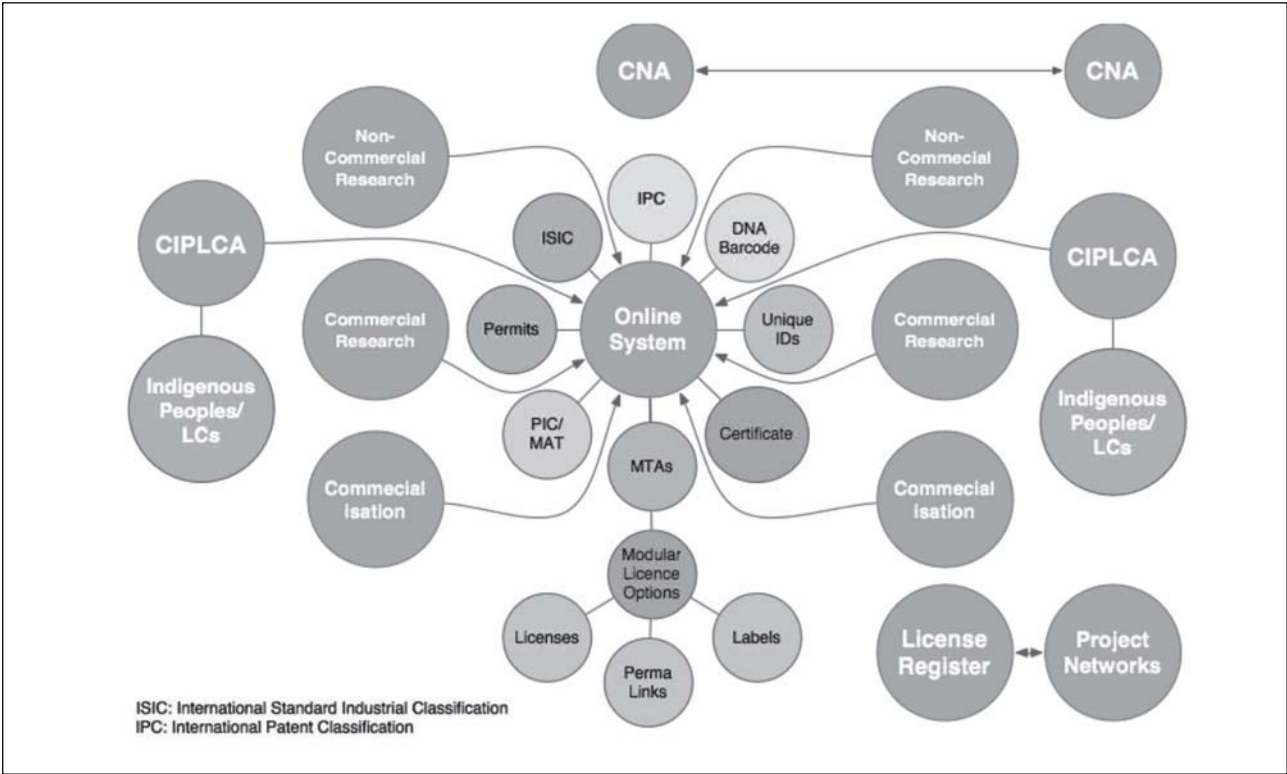 CNA
CNA
Non-
Commercial
Research
Non-
Commecial
Research
IPC
CIPLCA
ISIC
DNA
Barcode
CIPLCA
Commercial
Research
Permits
Online
System
Unique
IDs
Commercial
Research
Indigenous
Peoples/
LCs
PIC/
MAT
MTAs
Certificate
Indigenous
Peoples/
LCs
Commecial
isation
Commecial
isation
Modular
Licence
Options
Licenses
Perma
Links
Labels
License
Register
Project
Networks
ISIC: International Standard Industrial Classification
IPC: International Patent Classification